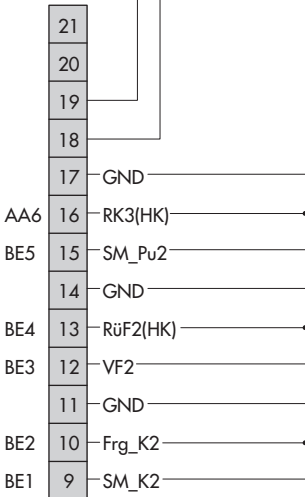 21
20
19
18
17 GND
AA6 16 RK3(HK)
BE5 15 SM_Pu2
14 GND
BE4 13 RüF2(HK)
BE3 12 VF2
11 GND
BE2 10 Frg_K2
BE1 9 SM_K2